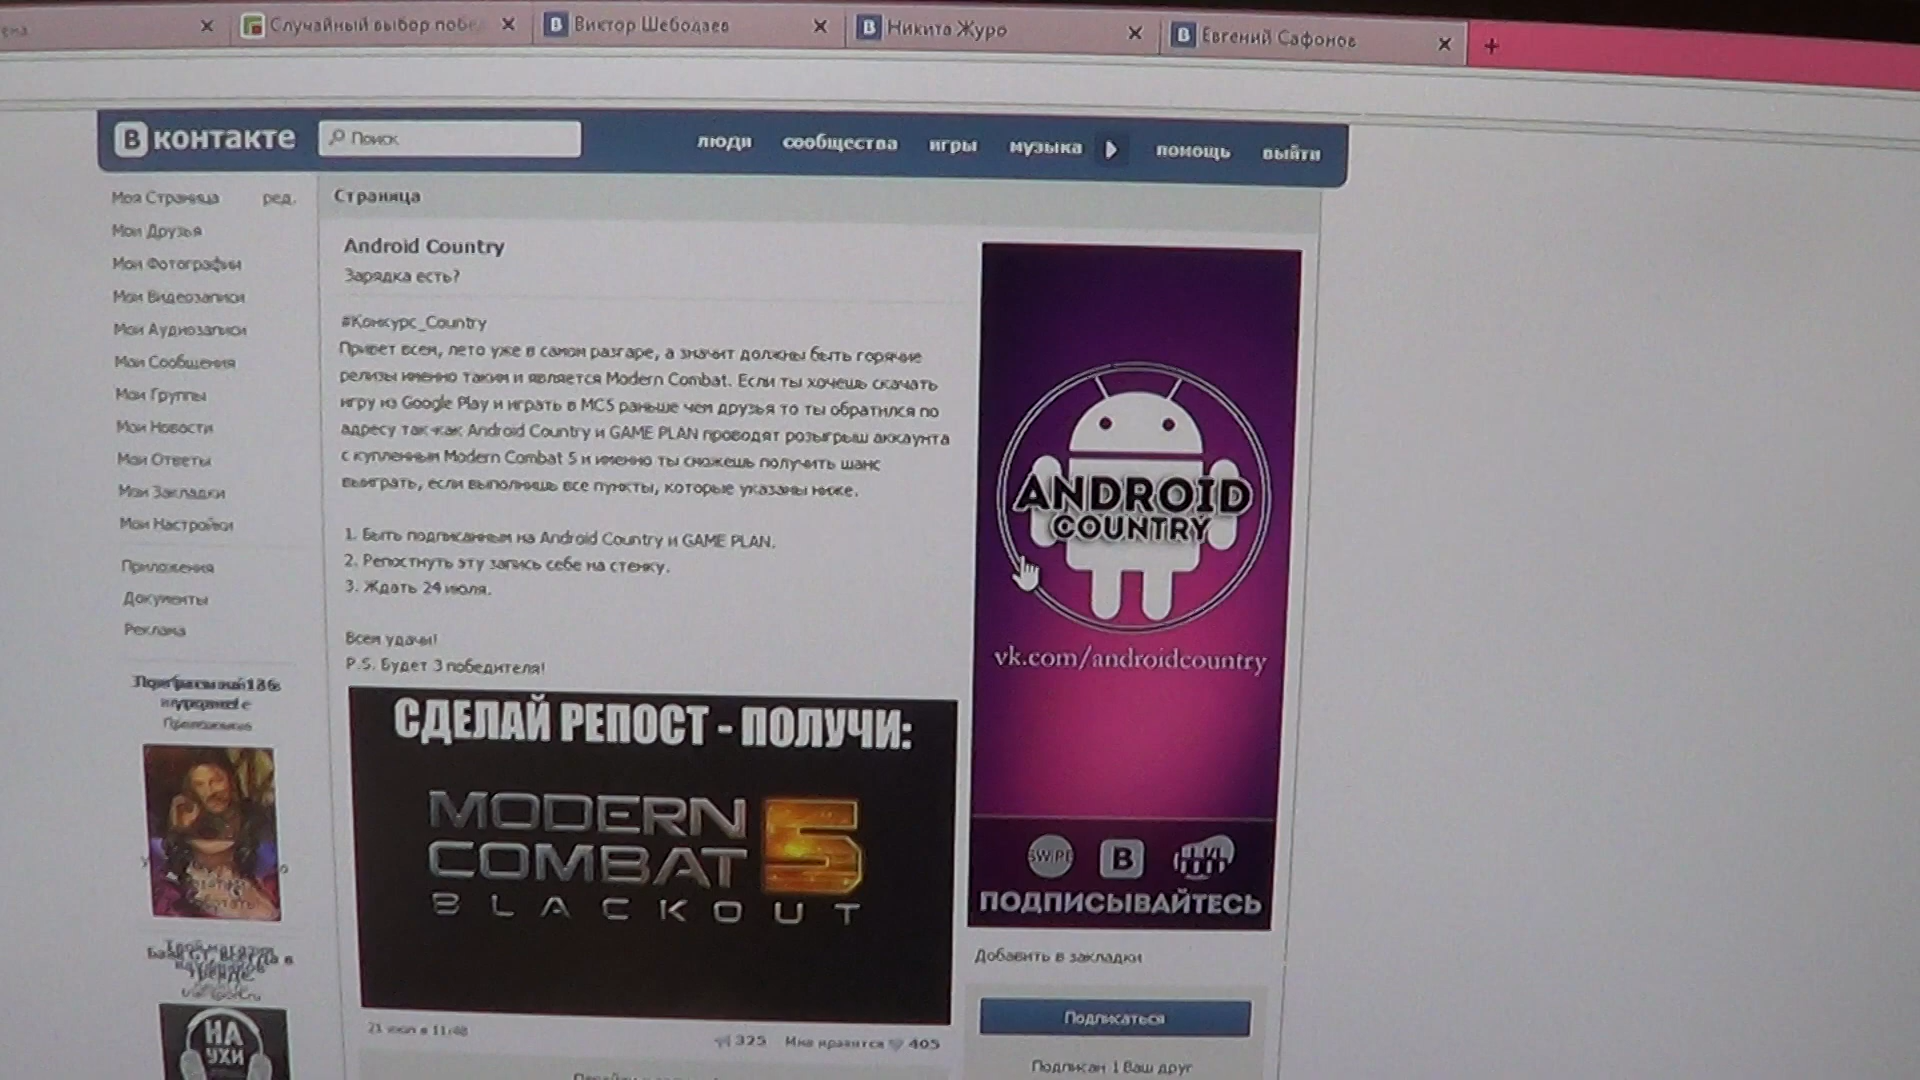 Случайный выбор побе
Виктор Шебодаев
Никита Журо
Евгений Сафонов
В контакте
Поиск
люди сообщества игры музыка помощь выйти
Моя Страница ред.
Мои Друзья
Мои Фотографии
Мои Видеозаписи
Мои Аудиозаписи
Мои Сообщения
Мои Группы
Мои Новости
Мои Ответы
Мои Закладки
Мои Настройки
Приложения
Документы
Реклама
Страница
Android Country
Зарядка есть?
#Конкурс_Country
Привет всем, лето уже в самом разгаре, а значит должны быть горячие
релизы именно таким и является Modern Combat. Если ты хочешь скачать
игру из Google Play и играть в MC5 раньше чем друзья то ты обратился по
адресу так-как Android Country и GAME PLAN проводят розыгрыш аккаунта
с купленным Modern Combat 5 и именно ты сможешь получить шанс
выиграть, если выполнишь все пункты, которые указаны ниже.
1. Быть подписанным на Android Country и GAME PLAN.
2. Репостнуть эту запись себе на стенку.
3. Ждать 24 июля.
Всем удачи!
P.S. Будет 3 победителя!
СДЕЛАЙ РЕПОСТ - ПОЛУЧИ:
MODERN
COMBAT 5
BLACKOUT
21 июл в 11:48
325 Мне нравится 405
ANDROID
COUNTRY
vk.com/androidcountry
SWIPE В
ПОДПИСЫВАЙТЕСЬ
Добавить в закладки
Подписаться
Подписан 1 Ваш друг
НА
УХИ